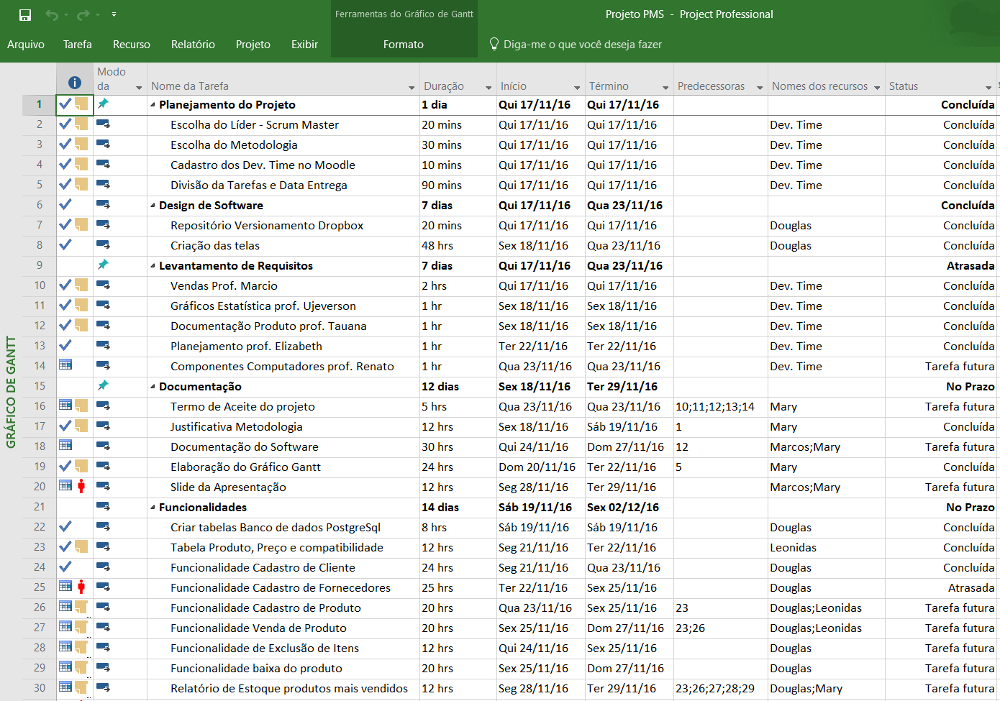 Ferramentas do Gráfico de Gantt
Projeto PMS - Project Professional
Arquivo Tarefa Recurso Relatório Projeto Exibir Formato Diga-me o que você deseja fazer
Modo da Nome da Tarefa Duração Início Término Predecessoras Nomes dos recursos Status
1 Planejamento do Projeto 1 dia Qui 17/11/16 Qui 17/11/16 Concluída
2 Escolha do Líder - Scrum Master 20 mins Qui 17/11/16 Qui 17/11/16 Dev. Time Concluída
3 Escolha do Metodologia 30 mins Qui 17/11/16 Qui 17/11/16 Dev. Time Concluída
4 Cadastro dos Dev. Time no Moodle 10 mins Qui 17/11/16 Qui 17/11/16 Dev. Time Concluída
5 Divisão da Tarefas e Data Entrega 90 mins Qui 17/11/16 Qui 17/11/16 Dev. Time Concluída
6 Design de Software 7 dias Qui 17/11/16 Qua 23/11/16 Concluída
7 Repositório Versionamento Dropbox 20 mins Qui 17/11/16 Qui 17/11/16 Douglas Concluída
8 Criação das telas 48 hrs Sex 18/11/16 Qua 23/11/16 Douglas Concluída
9 Levantamento de Requisitos 7 dias Qui 17/11/16 Qua 23/11/16 Atrasada
10 Vendas Prof. Marcio 2 hrs Qui 17/11/16 Qui 17/11/16 Dev. Time Concluída
11 Gráficos Estatística prof. Ujeverson 1 hr Sex 18/11/16 Sex 18/11/16 Dev. Time Concluída
12 Documentação Produto prof. Tauana 1 hr Sex 18/11/16 Sex 18/11/16 Dev. Time Concluída
13 Planejamento prof. Elizabeth 1 hr Ter 22/11/16 Ter 22/11/16 Dev. Time Concluída
14 Componentes Computadores prof. Renato 1 hr Qua 23/11/16 Qua 23/11/16 Dev. Time Tarefa futura
15 Documentação 12 dias Sex 18/11/16 Ter 29/11/16 No Prazo
16 Termo de Aceite do projeto 5 hrs Qua 23/11/16 Qua 23/11/16 10;11;12;13;14 Mary Tarefa futura
17 Justificativa Metodologia 12 hrs Sex 18/11/16 Sáb 19/11/16 1 Mary Concluída
18 Documentação do Software 30 hrs Qui 24/11/16 Dom 27/11/16 12 Marcos;Mary Tarefa futura
19 Elaboração do Gráfico Gantt 24 hrs Dom 20/11/16 Ter 22/11/16 5 Mary Concluída
20 Slide da Apresentação 12 hrs Seg 28/11/16 Ter 29/11/16 Marcos;Mary Tarefa futura
21 Funcionalidades 14 dias Sáb 19/11/16 Sex 02/12/16 No Prazo
22 Criar tabelas Banco de dados PostgreSql 8 hrs Sáb 19/11/16 Sáb 19/11/16 Douglas Concluída
23 Tabela Produto, Preço e compatibilidade 12 hrs Seg 21/11/16 Ter 22/11/16 Leonidas Concluída
24 Funcionalidade Cadastro de Cliente 24 hrs Seg 21/11/16 Qua 23/11/16 Douglas Concluída
25 Funcionalidade Cadastro de Fornecedores 25 hrs Ter 22/11/16 Sex 25/11/16 Douglas Atrasada
26 Funcionalidade Cadastro de Produto 20 hrs Qua 23/11/16 Sex 25/11/16 23 Douglas;Leonidas Tarefa futura
27 Funcionalidade Venda de Produto 20 hrs Sex 25/11/16 Dom 27/11/16 23;26 Douglas;Leonidas Tarefa futura
28 Funcionalidade de Exclusão de Itens 12 hrs Qui 24/11/16 Sex 25/11/16 Douglas Tarefa futura
29 Funcionalidade baixa do produto 20 hrs Sex 25/11/16 Dom 27/11/16 Douglas Tarefa futura
30 Relatório de Estoque produtos mais vendidos 12 hrs Seg 28/11/16 Ter 29/11/16 23;26;27;28;29 Douglas;Mary Tarefa futura
GRÁFICO DE GANTT